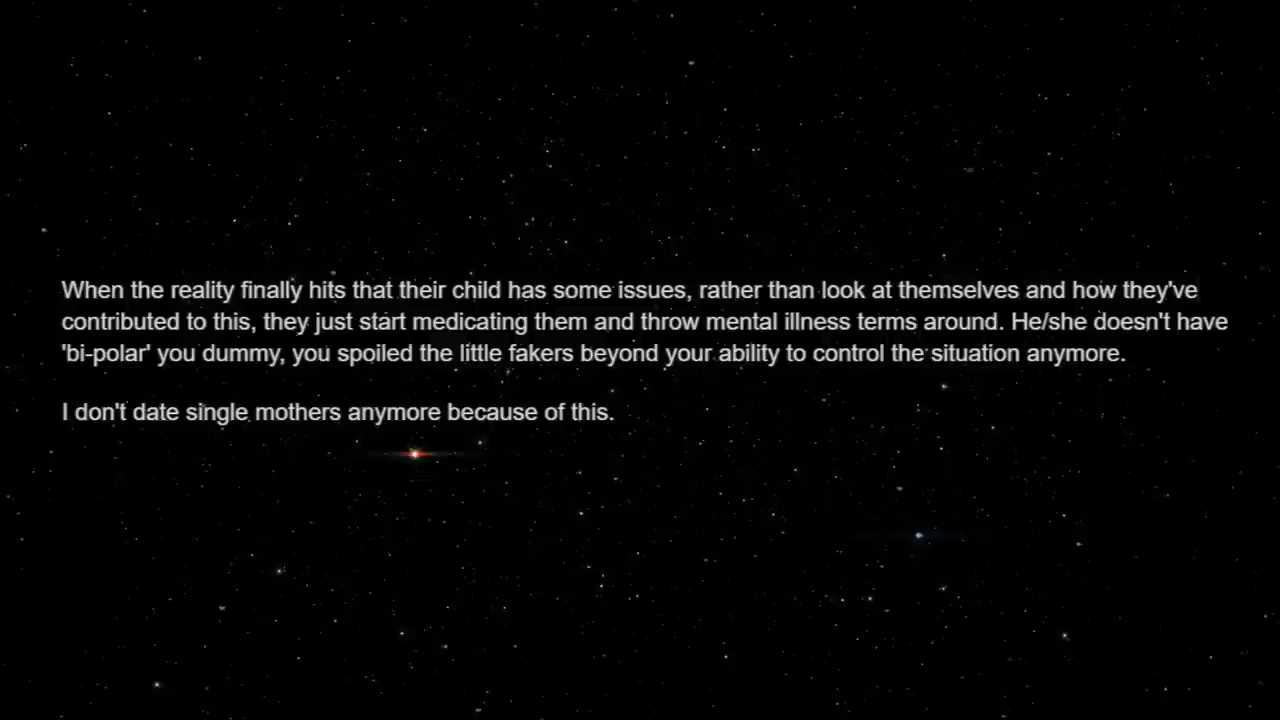 When the reality finally hits that their child has some issues, rather than look at themselves and how they've
contributed to this, they just start medicating them and throw mental illness terms around. He/she doesn't have
'bi-polar' you dummy, you spoiled the little fakers beyond your ability to control the situation anymore.
I don't date single mothers anymore because of this.